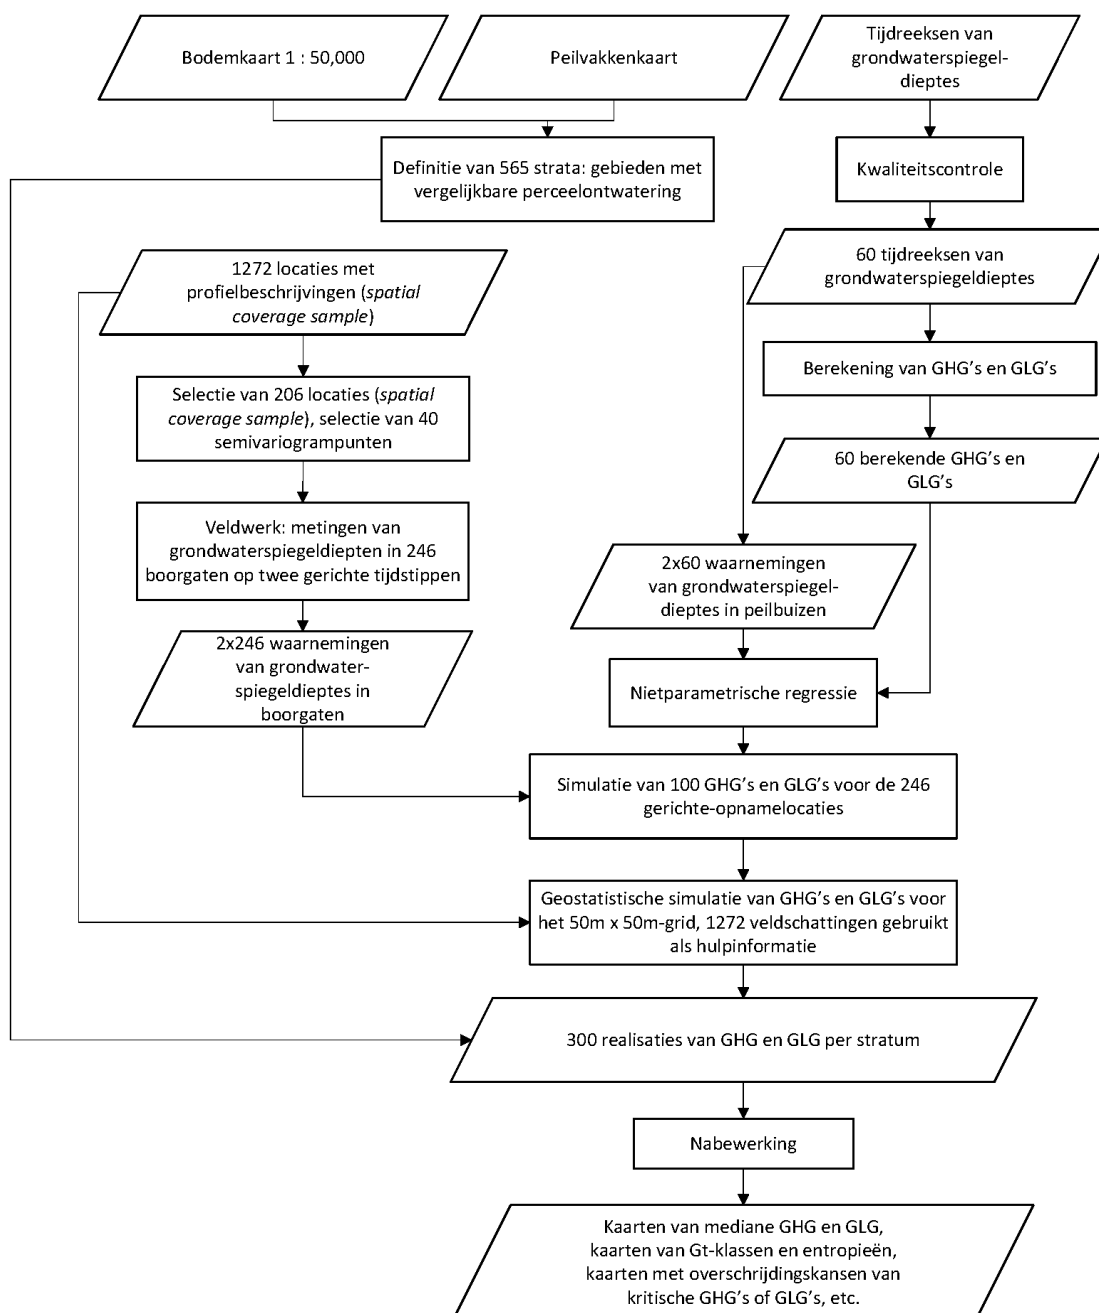 Bodemkaart 1 : 50,000
Peilvakkenkaart
Tijdreeksen van
grondwaterspiegel-
dieptes
Definitie van 565 strata: gebieden met
vergelijkbare perceelontwatering
Kwaliteitscontrole
1272 locaties met
profielbeschrijvingen (spatial
coverage sample)
60 tijdreeksen van
grondwaterspiegeldieptes
Berekening van GHG's en GLG's
Selectie van 206 locaties (spatial
coverage sample), selectie van 40
semivariogrampunten
60 berekende GHG's en
GLG's
Veldwerk: metingen van
grondwaterspiegeldiepten in 246
boorgaten op twee gerichte tijdstippen
2x60 waarnemingen
van grondwaterspiegel-
dieptes in peilbuizen
2x246 waarnemingen
van grondwater-
spiegeldieptes in
boorgaten
Nietparametrische regressie
Simulatie van 100 GHG's en GLG's voor de 246
gerichte-opnamelocaties
Geostatistische simulatie van GHG's en GLG's voor
het 50m x 50m-grid, 1272 veldschattingen gebruikt
als hulpinformatie
300 realisaties van GHG en GLG per stratum
Nabewerking
Kaarten van mediane GHG en GLG,
kaarten van Gt-klassen en entropieën,
kaarten met overschrijdingskansen van
kritische GHG's of GLG's, etc.